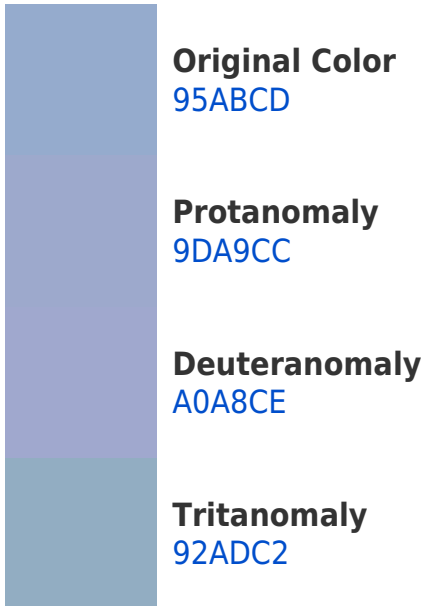 Original Color
95ABCD
Protanomaly
9DA9CC
Deuteranomaly
A0A8CE
Tritanomaly
92ADC2